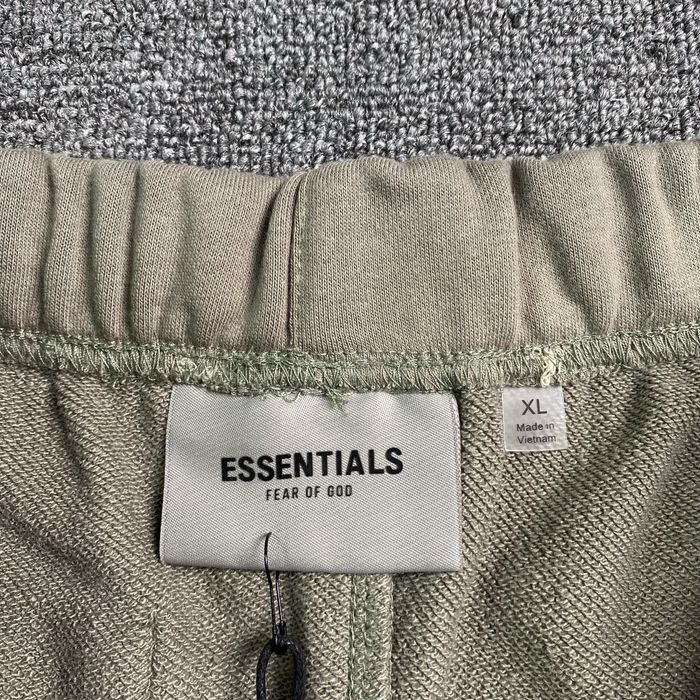 ESSENTIALS
FEAR OF GOD
XL
Made in
Vietnam